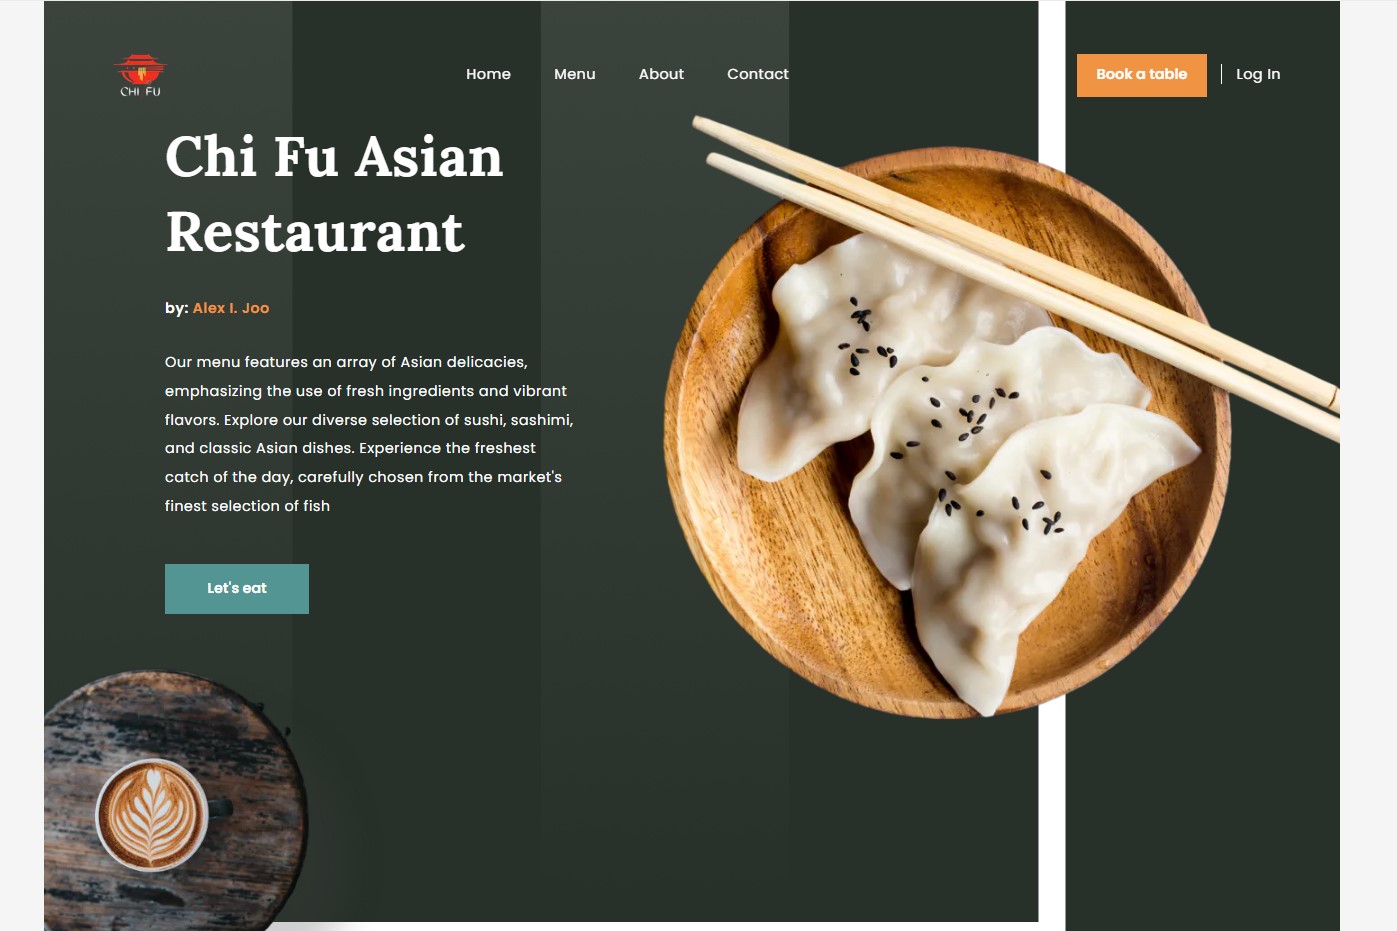 CHI FU
Home
Menu
About
Contact
Book a table
Log In
Chi Fu Asian
Restaurant
by: Alex I. Joo
Our menu features an array of Asian delicacies,
emphasizing the use of fresh ingredients and vibrant
flavors. Explore our diverse selection of sushi, sashimi,
and classic Asian dishes. Experience the freshest
catch of the day, carefully chosen from the market's
finest selection of fish
Let's eat